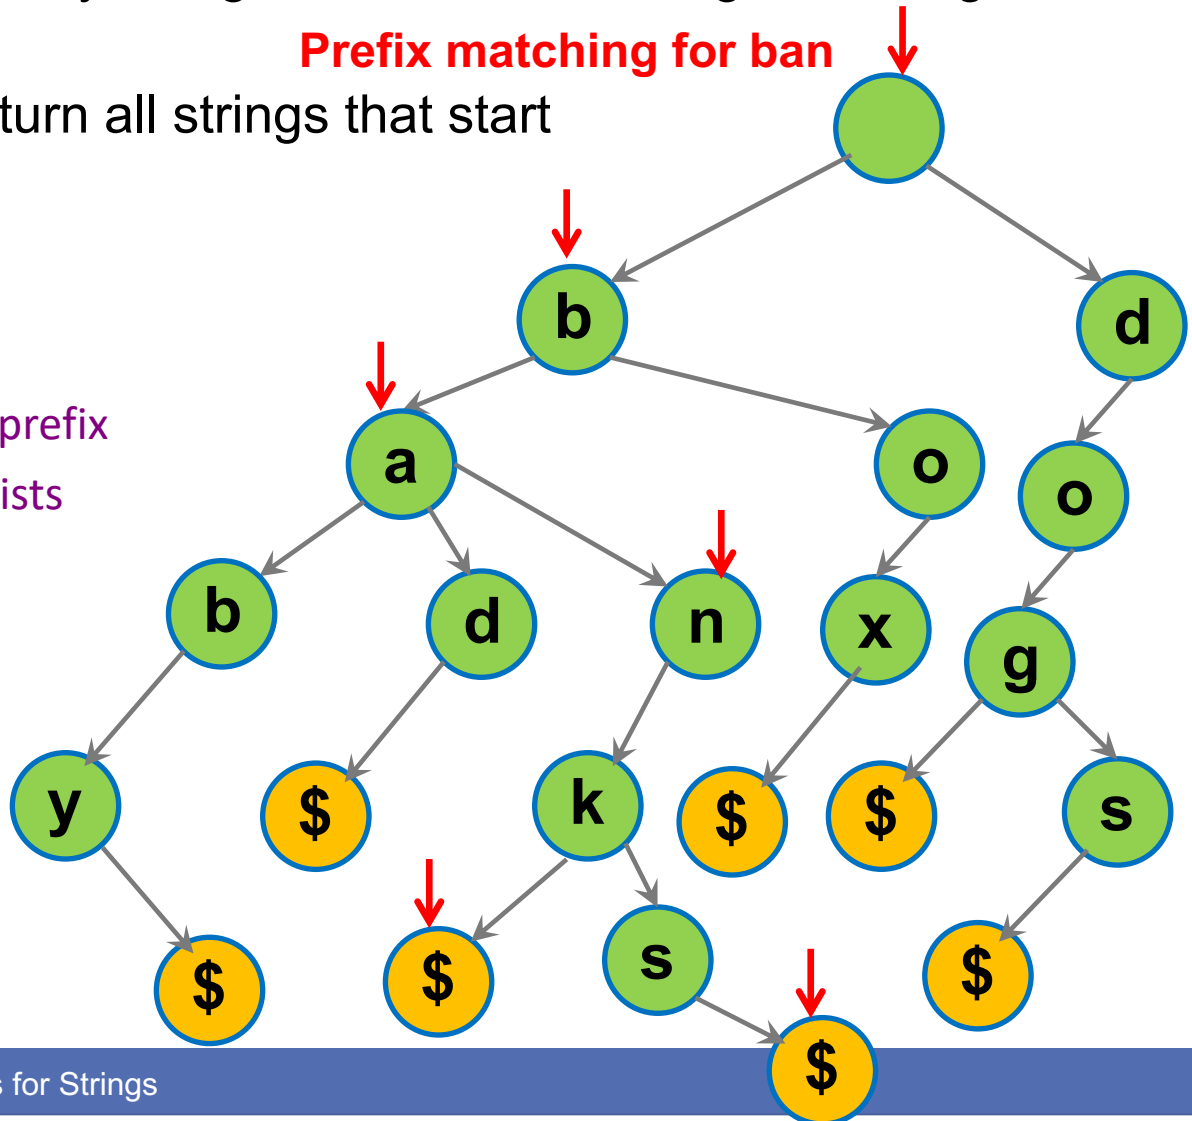 Prefix matching for ban
turn all strings that start
b
d
prefix
a
o
ists
o
b
d
n
x
g
y
$
k
$
$
s
$
$
s
$
$
s for Strings